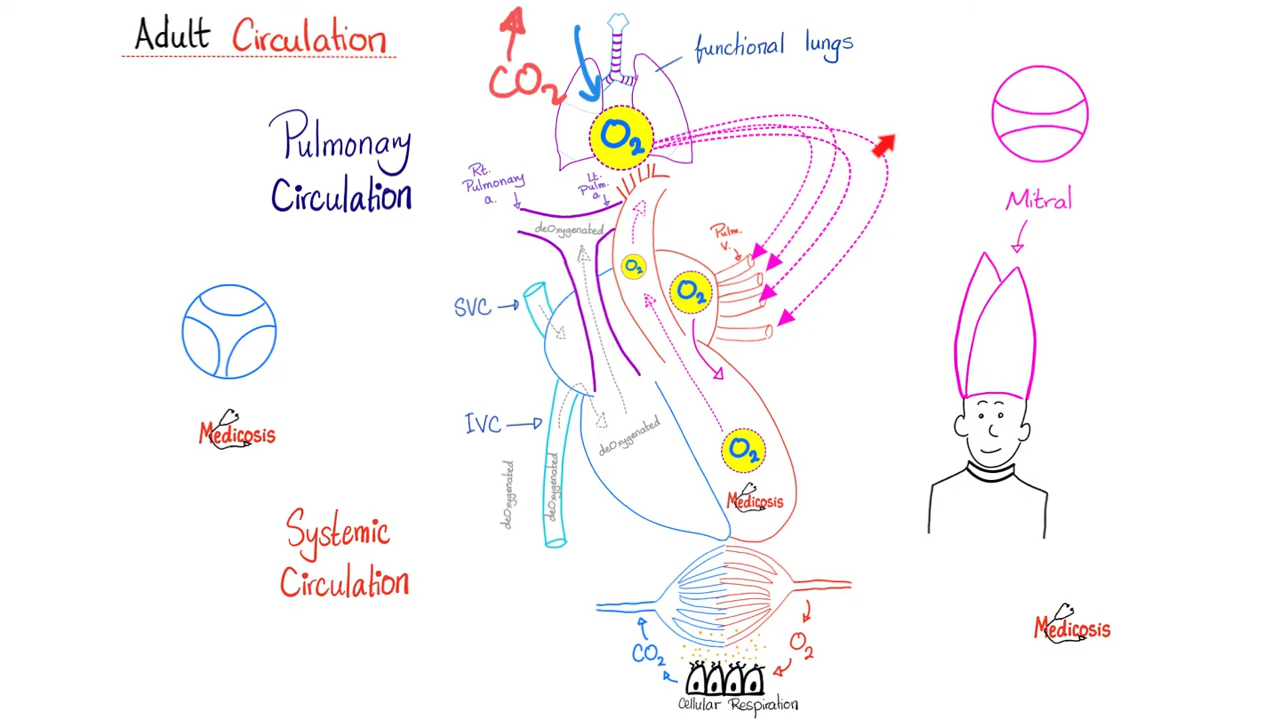 Adult Circulation
CO2
O2
functional lungs
Pulmonary
Circulation
Rt.
Pulmonary
a.
Lt.
Pulm.
a
deOxygenated
Mitral
Pulm.
v.
O2
O2
SVC
IVC
deOxygenated
deOxygenated
deOxygenated
O2
Medicosis
Medicosis
Systemic
Circulation
CO2
O2
Medicosis
Cellular Respiration